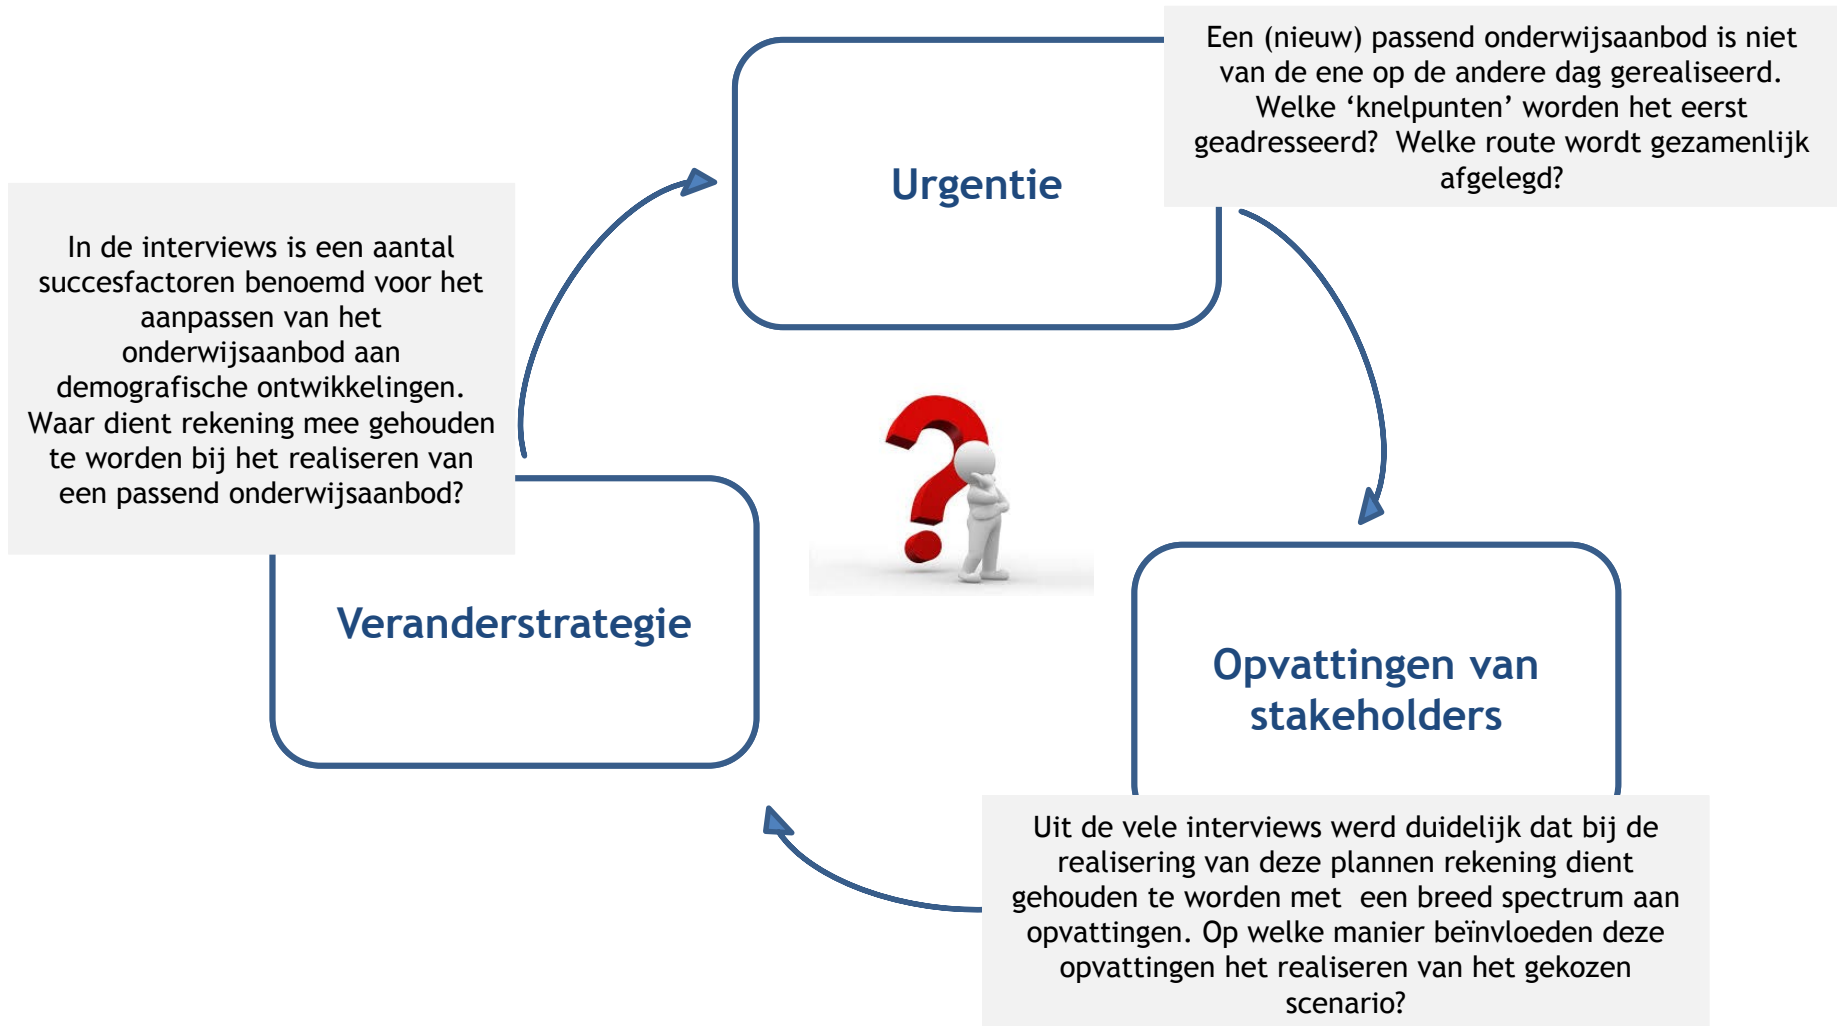 Een (nieuw) passend onderwijsaanbod is niet
van de ene op de andere dag gerealiseerd.
Welke ‘knelpunten’ worden het eerst
geadresseerd?  Welke route wordt gezamenlijk
afgelegd?
Urgentie
In de interviews is een aantal
succesfactoren benoemd voor het
aanpassen van het
onderwijsaanbod aan
demografische ontwikkelingen.
Waar dient rekening mee gehouden
te worden bij het realiseren van
een passend onderwijsaanbod?
Veranderstrategie
Opvattingen van
stakeholders
Uit de vele interviews werd duidelijk dat bij de
realisering van deze plannen rekening dient
gehouden te worden met  een breed spectrum aan
opvattingen. Op welke manier beïnvloeden deze
opvattingen het realiseren van het gekozen
scenario?